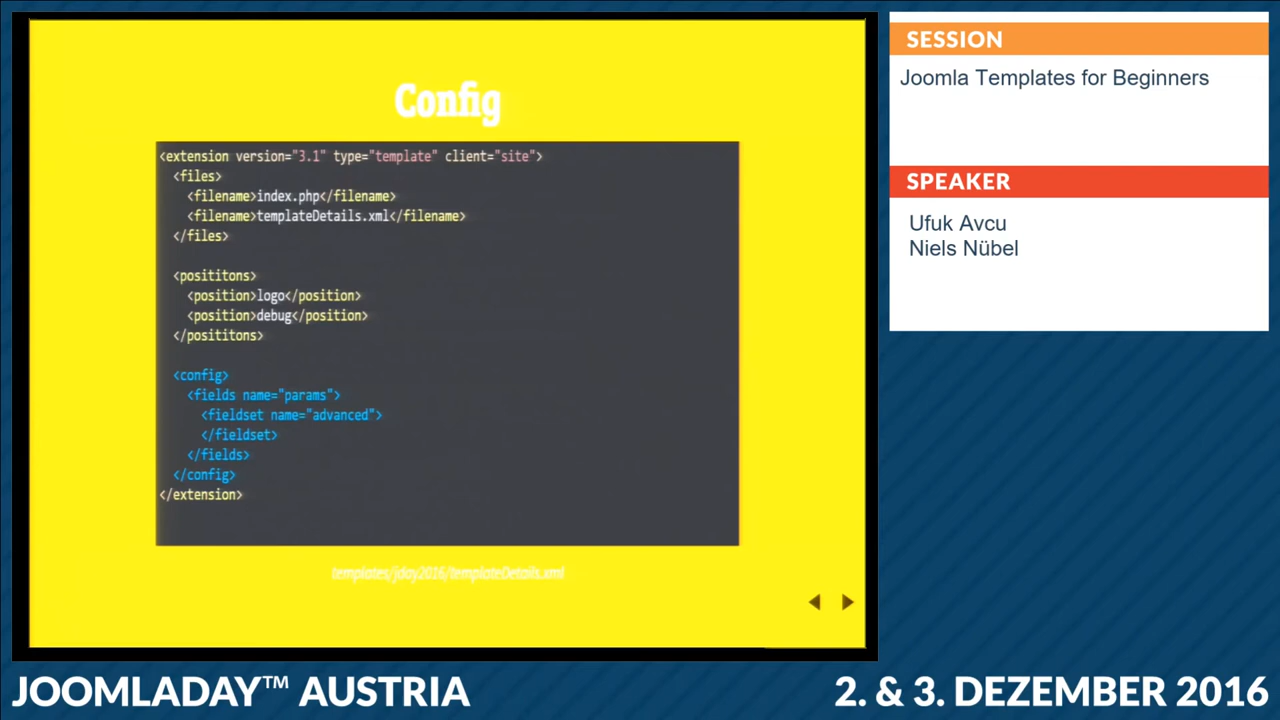 Config
<extension version="3.1" type="template" client="site">
<files>
<filename>index.php</filename>
<filename>templateDetails.xml</filename>
</files>
<posititons>
<position>logo</position>
<position>debug</position>
</posititons>
<config>
<fields name="params">
<fieldset name="advanced">
</fieldset>
</fields>
</config>
</extension>
templates/jday2016/templateDetails.xml
SESSION
Joomla Templates for Beginners
SPEAKER
Ufuk Avcu
Niels Nübel
JOOMLADAY™ AUSTRIA
2. & 3. DEZEMBER 2016